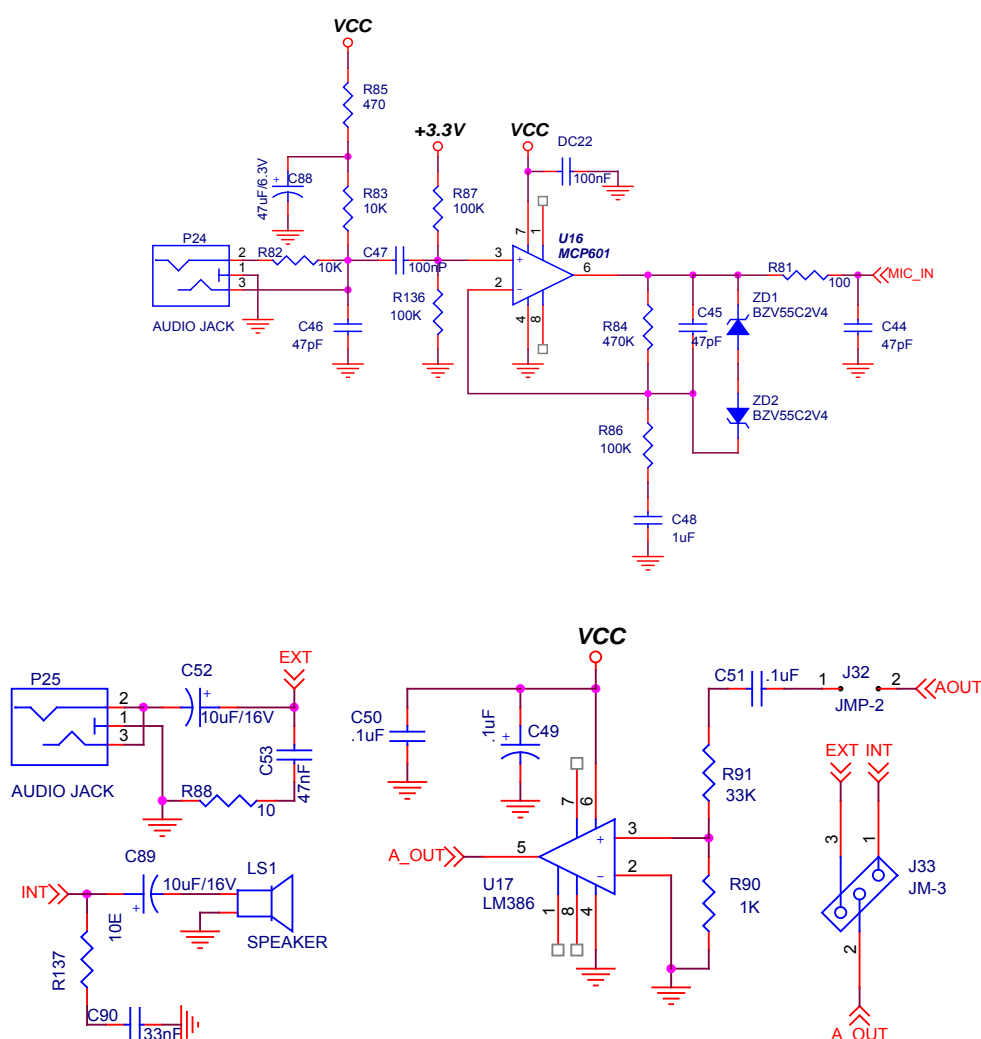 VCC
R85
470
+3.3V
VCC
DC22
100nF
47uF/6.3V
C88
R83
10K
R87
100K
1
7
U16
MCP601
P24
2
1
3
R82
10K
C47
100nP
3
+
2
−
6
4
8
AUDIO JACK
C46
47pF
R136
100K
R84
470K
C45
47pF
ZD1
BZV55C2V4
R81
100
MIC_IN
C44
47pF
ZD2
BZV55C2V4
R86
100K
C48
1uF
P25
2
1
3
C52
+
10uF/16V
EXT
C53
47nF
AUDIO JACK
R88
10
VCC
C50
.1uF
.1uF
+
C49
C51
.1uF
1
J32
2
AOUT
JMP-2
R91
33K
EXT
INT
3
1
J33
JM-3
2
A_OUT
7
6
A_OUT
5
+
3
−
2
U17
LM386
1
8
4
R90
1K
INT
C89
+
10uF/16V
LS1
SPEAKER
10E
R137
C90
33nF